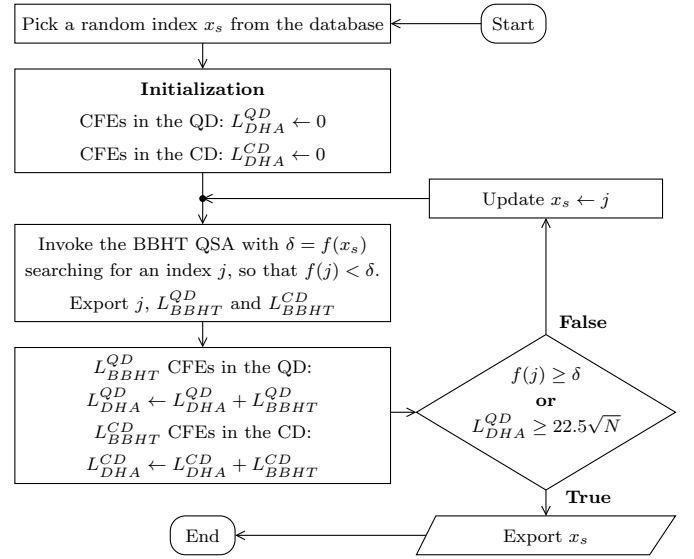 Start
Pick a random index x_s from the database
Initialization
CFEs in the QD: L_{DHA}^{QD} ← 0
CFEs in the CD: L_{DHA}^{CD} ← 0
Update x_s ← j
Invoke the BBHT QSA with δ = f(x_s)
searching for an index j, so that f(j) < δ.
Export j, L_{BBHT}^{QD} and L_{BBHT}^{CD}
L_{BBHT}^{QD} CFEs in the QD:
L_{DHA}^{QD} ← L_{DHA}^{QD} + L_{BBHT}^{QD}
L_{BBHT}^{CD} CFEs in the CD:
L_{DHA}^{CD} ← L_{DHA}^{CD} + L_{BBHT}^{CD}
False
f(j) ≥ δ
or
L_{DHA}^{QD} ≥ 22.5√N
True
Export x_s
End